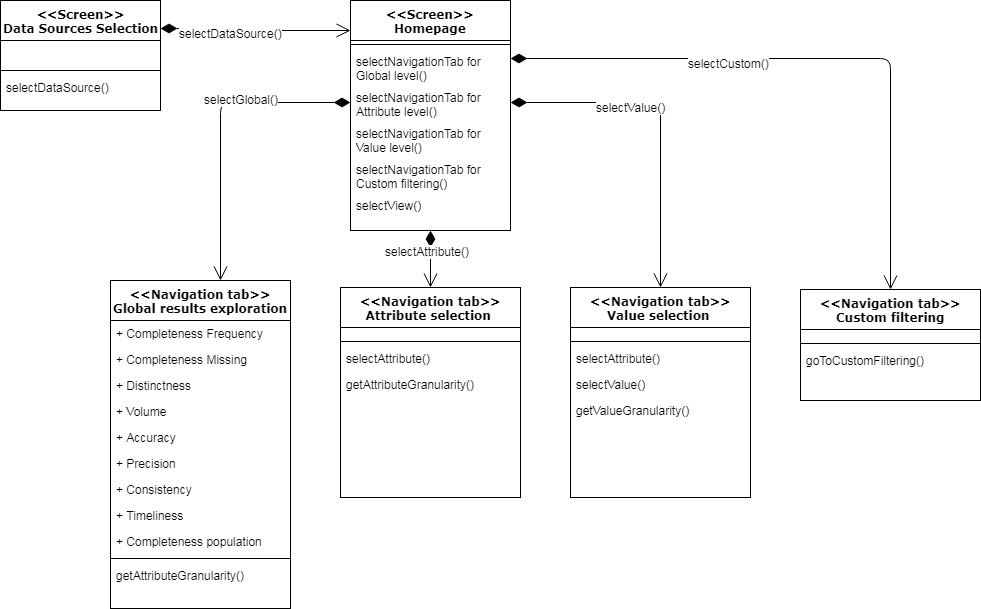 <<Screen>>
Data Sources Selection
selectDataSource()
selectDataSource()
<<Screen>>
Homepage
selectNavigationTab for
Global level()
selectNavigationTab for
Attribute level()
selectNavigationTab for
Value level()
selectNavigationTab for
Custom filtering()
selectView()
selectCustom()
selectGlobal()
selectValue()
selectAttribute()
<<Navigation tab>>
Global results exploration
+ Completeness Frequency
+ Completeness Missing
+ Distinctness
+ Volume
+ Accuracy
+ Precision
+ Consistency
+ Timeliness
+ Completeness population
getAttributeGranularity()
<<Navigation tab>>
Attribute selection
selectAttribute()
getAttributeGranularity()
<<Navigation tab>>
Value selection
selectAttribute()
selectValue()
getValueGranularity()
<<Navigation tab>>
Custom filtering
goToCustomFiltering()